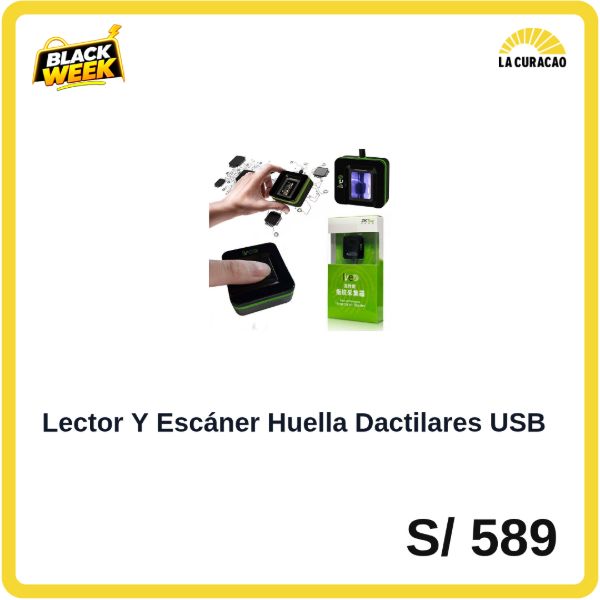 BLACK
WEEK
LA CURACAO
Lector Y Escáner Huella Dactilares USB
S/ 589